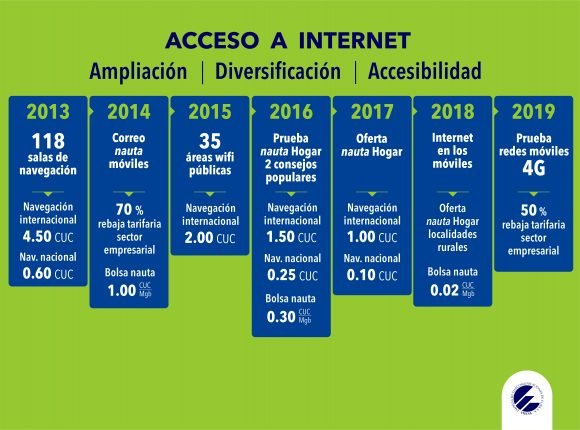 ACCESO A INTERNET
Ampliación | Diversificación | Accesibilidad
2013
118
salas de
navegación
Navegación
internacional
4.50 CUC
Nav. nacional
0.60 CUC
2014
Correo
nauta
móviles
70 %
rebaja tarifaria
sector
empresarial
Bolsa nauta
1.00 CUC
Mgb
2015
35
áreas wifi
públicas
Navegación
internacional
2.00 CUC
2016
Prueba
nauta Hogar
2 consejos
populares
Navegación
internacional
1.50 CUC
Nav. nacional
0.25 CUC
Bolsa nauta
0.30 CUC
Mgb
2017
Oferta
nauta Hogar
Navegación
internacional
1.00 CUC
Nav. nacional
0.10 CUC
2018
Internet
en los
móviles
Oferta
nauta Hogar
localidades
rurales
Bolsa nauta
0.02 CUC
Mgb
2019
Prueba
redes móviles
4G
50 %
rebaja tarifaria
sector
empresarial